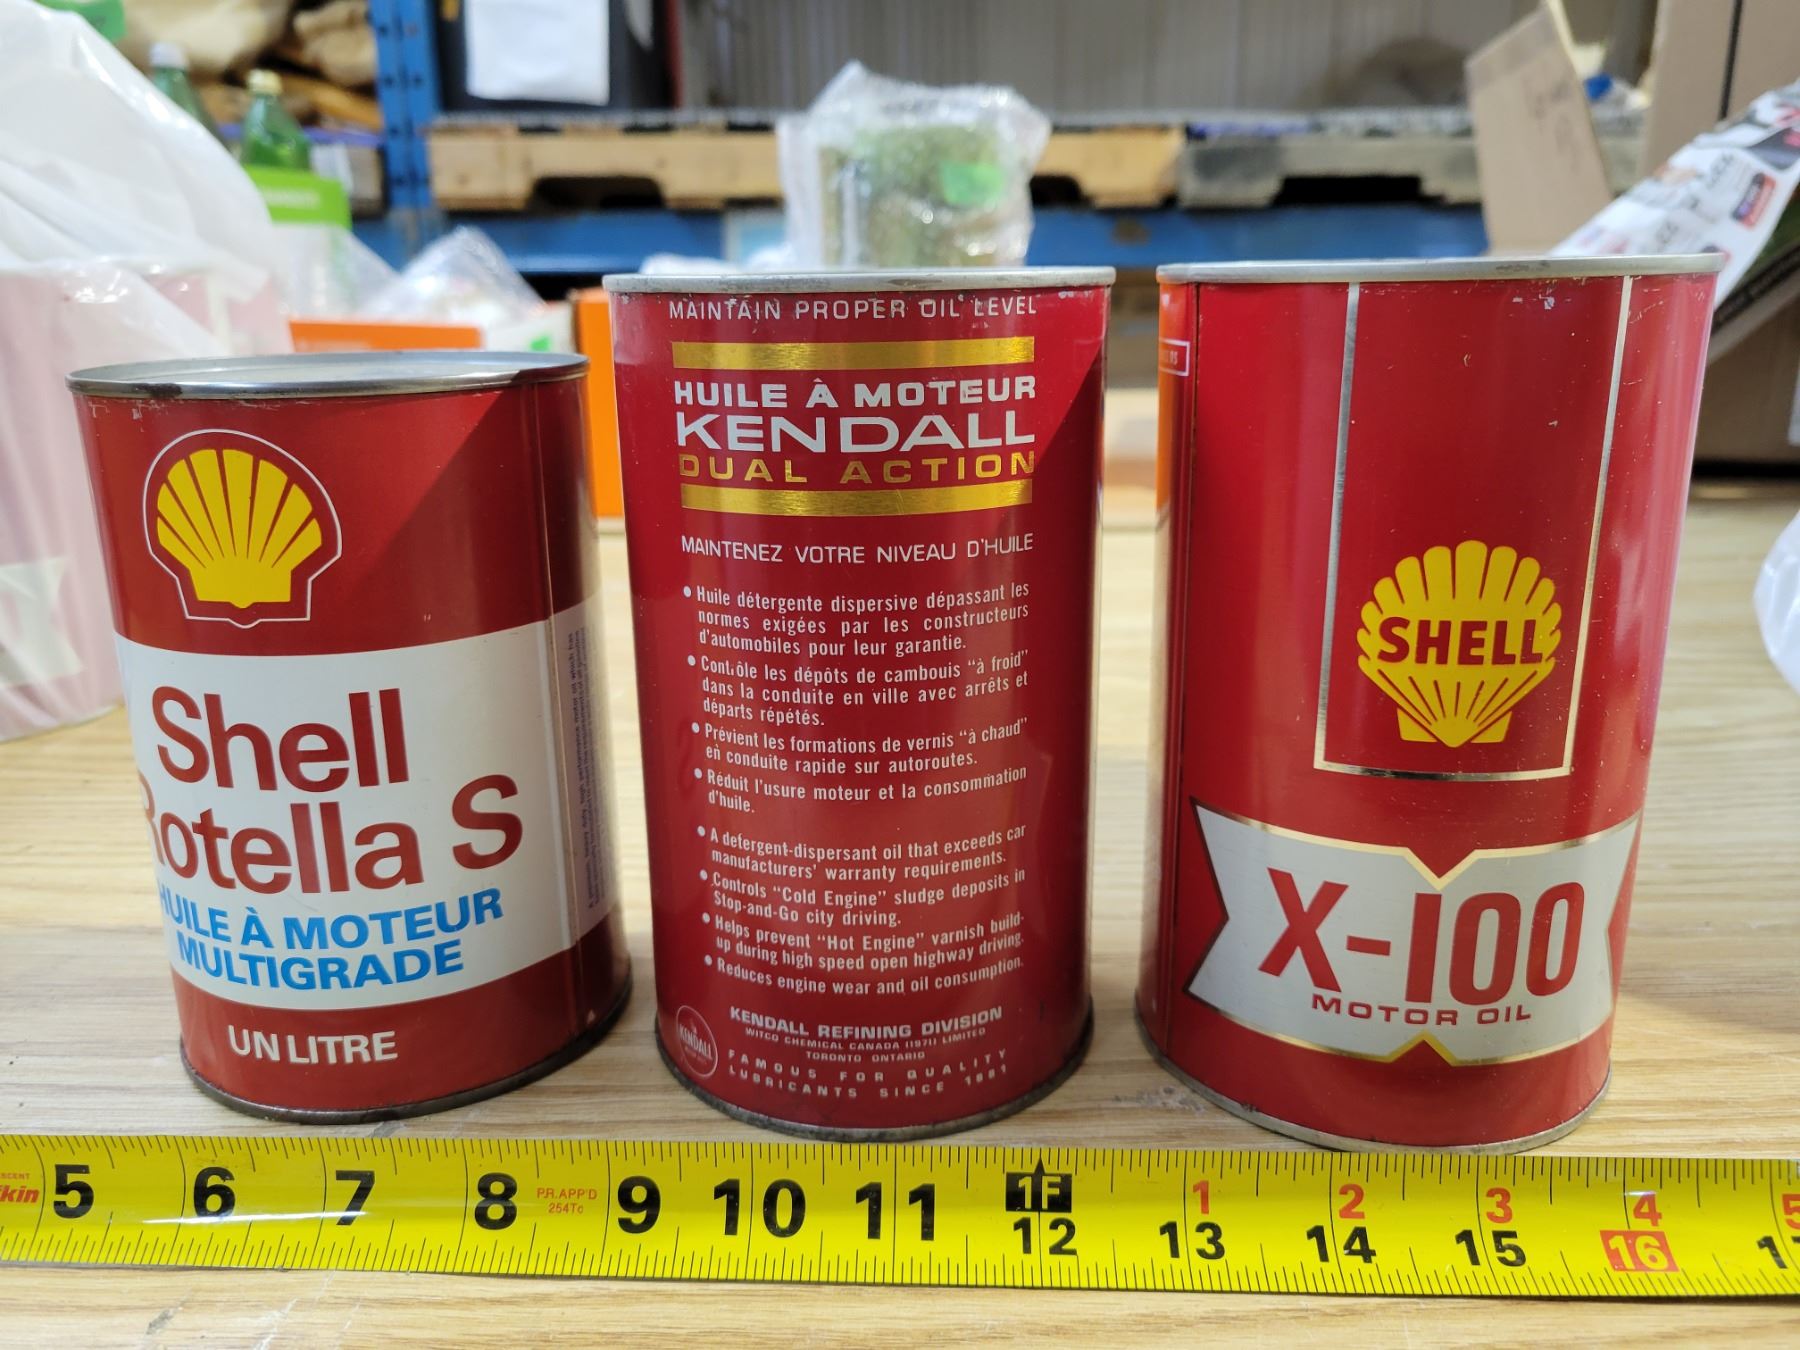 Shell
Rotella S
HUILE À MOTEUR
MULTIGRADE
UN LITRE
MAINTAIN PROPER OIL LEVEL
HUILE À MOTEUR
KENDALL
DUAL ACTION
MAINTENEZ VOTRE NIVEAU D'HUILE
• Huile détergente dispersive dépassant les
normes exigées par les constructeurs
d'automobiles pour leur garantie.
• Contrôle les dépôts de cambouis "à froid"
dans la conduite en ville avec arrêts et
départs répétés.
• Prévient les formations de vernis "à chaud"
en conduite rapide sur autoroutes.
• Réduit l'usure moteur et la consommation
d'huile.
• A detergent-dispersant oil that exceeds car
manufacturers' warranty requirements.
• Controls "Cold Engine" sludge deposits in
Stop-and-Go city driving.
• Helps prevent "Hot Engine" varnish build-
up during high speed open highway driving.
• Reduces engine wear and oil consumption.
KENDALL
KENDALL REFINING DIVISION
WITCO CHEMICAL CANADA (1971) LIMITED
TORONTO ONTARIO
FAMOUS FOR QUALITY
LUBRICANTS SINCE 1881
SHELL
X-100
MOTOR OIL
5 6 7 8 P.R. APP'D 254Tc 9 10 11 1F 12 1 13 2 14 3 15 4 16 5